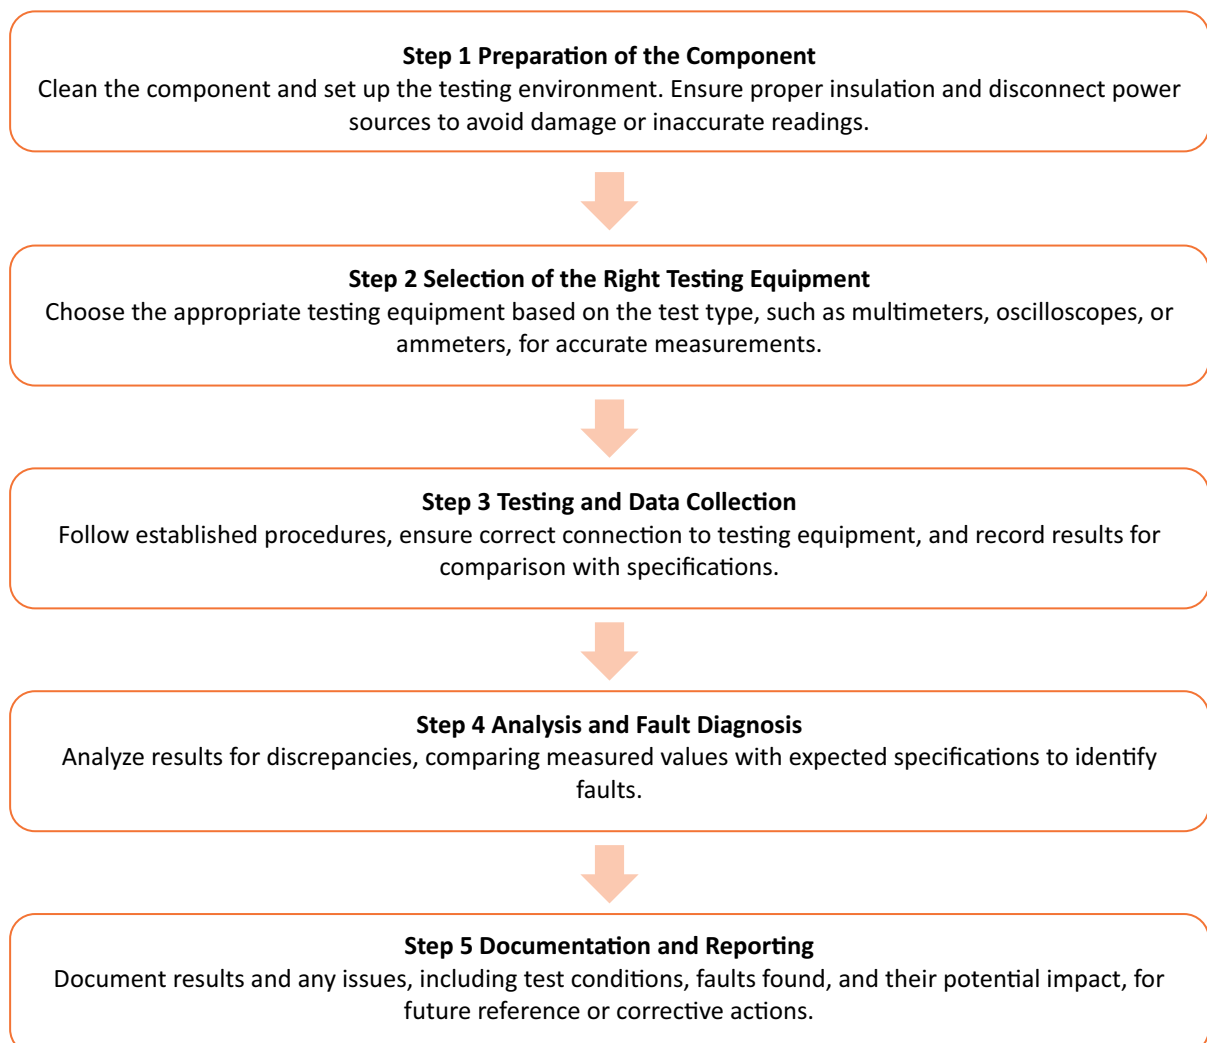 Step 1 Preparation of the Component
Clean the component and set up the testing environment. Ensure proper insulation and disconnect power
sources to avoid damage or inaccurate readings.
Step 2 Selection of the Right Testing Equipment
Choose the appropriate testing equipment based on the test type, such as multimeters, oscilloscopes, or
ammeters, for accurate measurements.
Step 3 Testing and Data Collection
Follow established procedures, ensure correct connection to testing equipment, and record results for
comparison with specifications.
Step 4 Analysis and Fault Diagnosis
Analyze results for discrepancies, comparing measured values with expected specifications to identify
faults.
Step 5 Documentation and Reporting
Document results and any issues, including test conditions, faults found, and their potential impact, for
future reference or corrective actions.